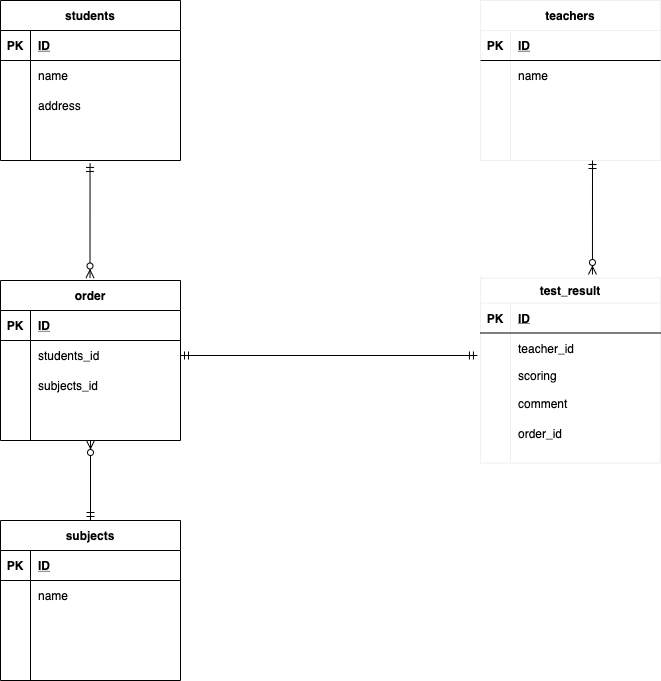 students
PK ID
name
address
teachers
PK ID
name
order
PK ID
students_id
subjects_id
test_result
PK ID
teacher_id
scoring
comment
order_id
subjects
PK ID
name